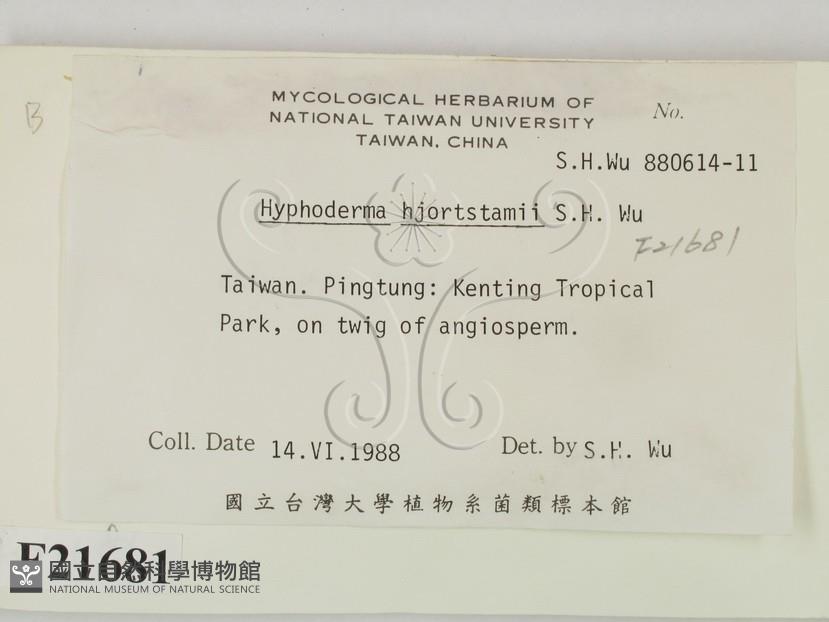 B
MYCOLOGICAL HERBARIUM OF
NATIONAL TAIWAN UNIVERSITY
TAIWAN, CHINA
No.
S.H.Wu 880614-11
Hyphoderma hjortstamii S.H. Wu
F21681
Taiwan. Pingtung: Kenting Tropical
Park, on twig of angiosperm.
Coll. Date 14.VI.1988
Det. by S.H. Wu
國立台灣大學植物系菌類標本館
F21681
國立自然科學博物館
NATIONAL MUSEUM OF NATURAL SCIENCE